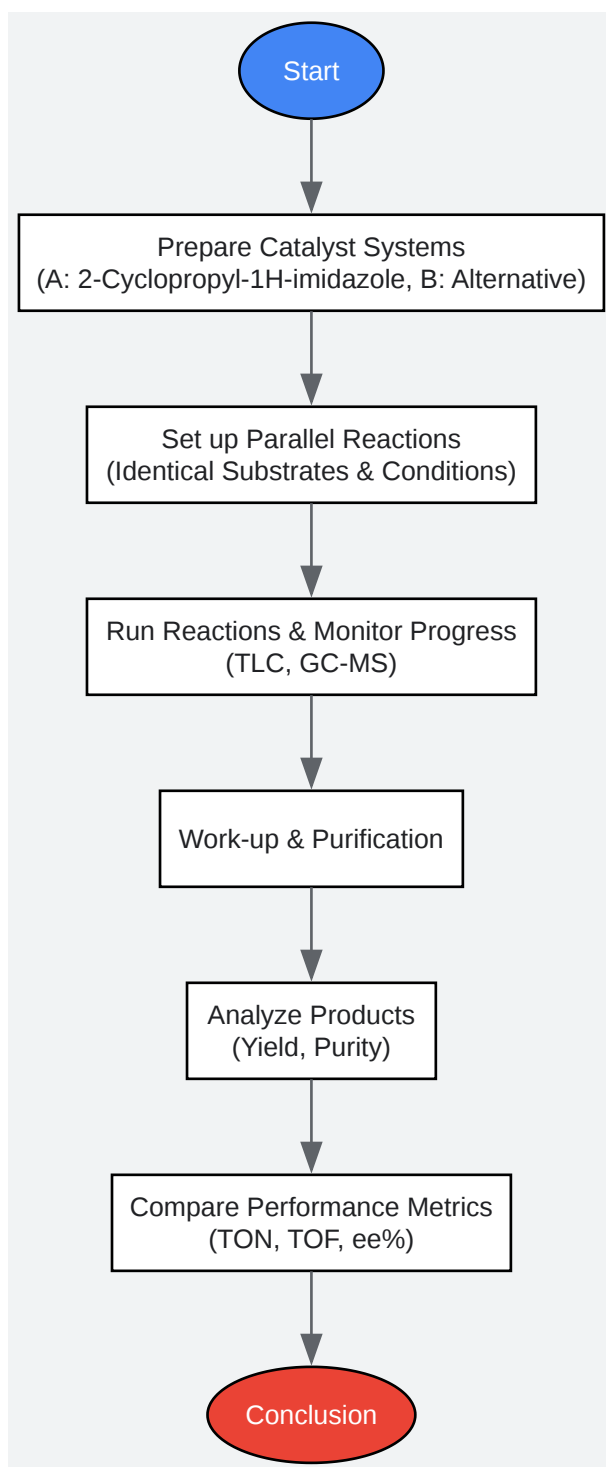 Start
Prepare Catalyst Systems
(A: 2-Cyclopropyl-1H-imidazole, B: Alternative)
Set up Parallel Reactions
(Identical Substrates & Conditions)
Run Reactions & Monitor Progress
(TLC, GC-MS)
Work-up & Purification
Analyze Products
(Yield, Purity)
Compare Performance Metrics
(TON, TOF, ee%)
Conclusion